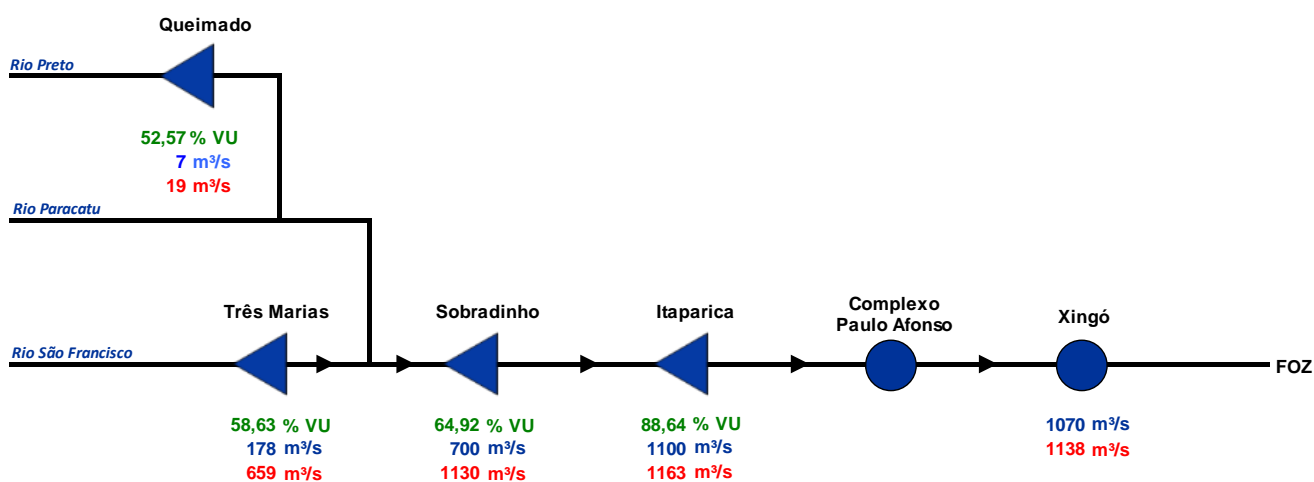 Queimado
Rio Preto
52,57 % VU
7 m³/s
19 m³/s
Rio Paracatu
Três Marias
Sobradinho
Itaparica
Complexo
Paulo Afonso
Xingó
Rio São Francisco
FOZ
58,63 % VU
178 m³/s
659 m³/s
64,92 % VU
700 m³/s
1130 m³/s
88,64 % VU
1100 m³/s
1163 m³/s
1070 m³/s
1138 m³/s